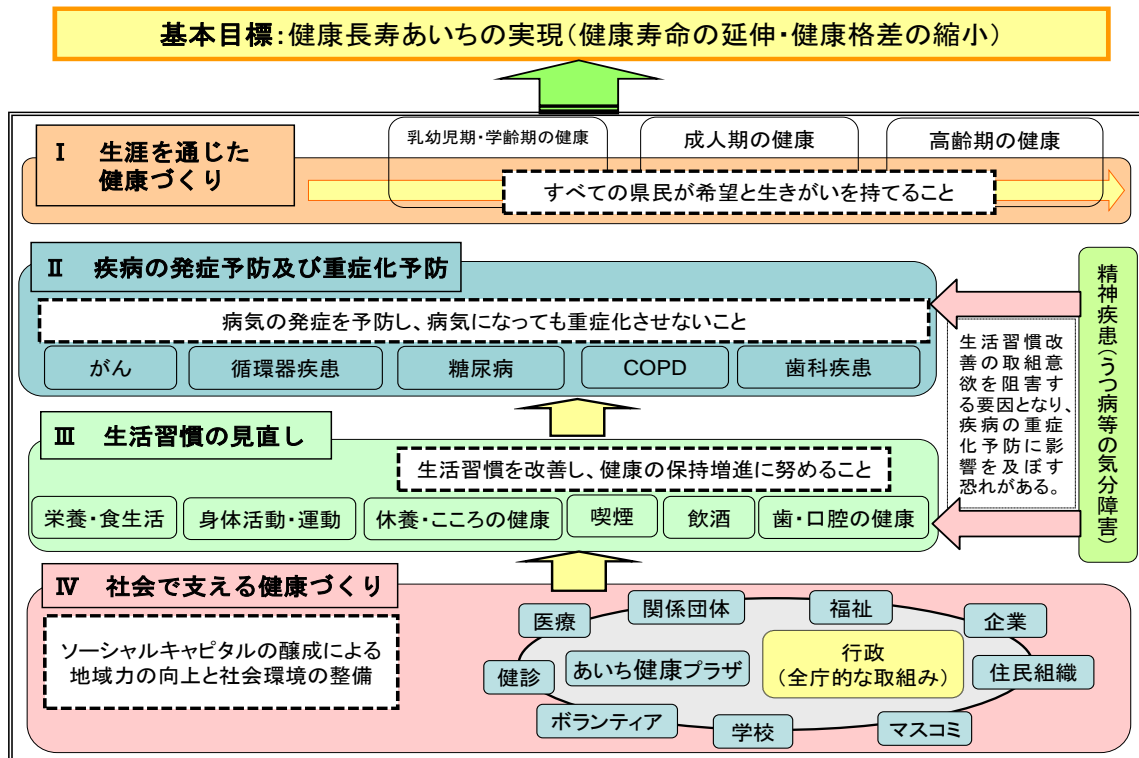 基本目標:健康長寿あいちの実現(健康寿命の延伸・健康格差の縮小)
Ⅰ 生涯を通じた
健康づくり
乳幼児期・学齢期の健康
成人期の健康
高齢期の健康
すべての県民が希望と生きがいを持てること
Ⅱ 疾病の発症予防及び重症化予防
病気の発症を予防し、病気になっても重症化させないこと
がん
循環器疾患
糖尿病
COPD
歯科疾患
精神疾患(うつ病等の気分障害)
生活習慣改
善の取組意
欲を阻害す
る要因となり、
疾病の重症
化予防に影
響を及ぼす
恐れがある。
Ⅲ 生活習慣の見直し
生活習慣を改善し、健康の保持増進に努めること
栄養・食生活
身体活動・運動
休養・こころの健康
喫煙
飲酒
歯・口腔の健康
Ⅳ 社会で支える健康づくり
ソーシャルキャピタルの醸成による
地域力の向上と社会環境の整備
医療
関係団体
福祉
企業
健診
あいち健康プラザ
行政
(全庁的な取組み)
住民組織
ボランティア
学校
マスコミ